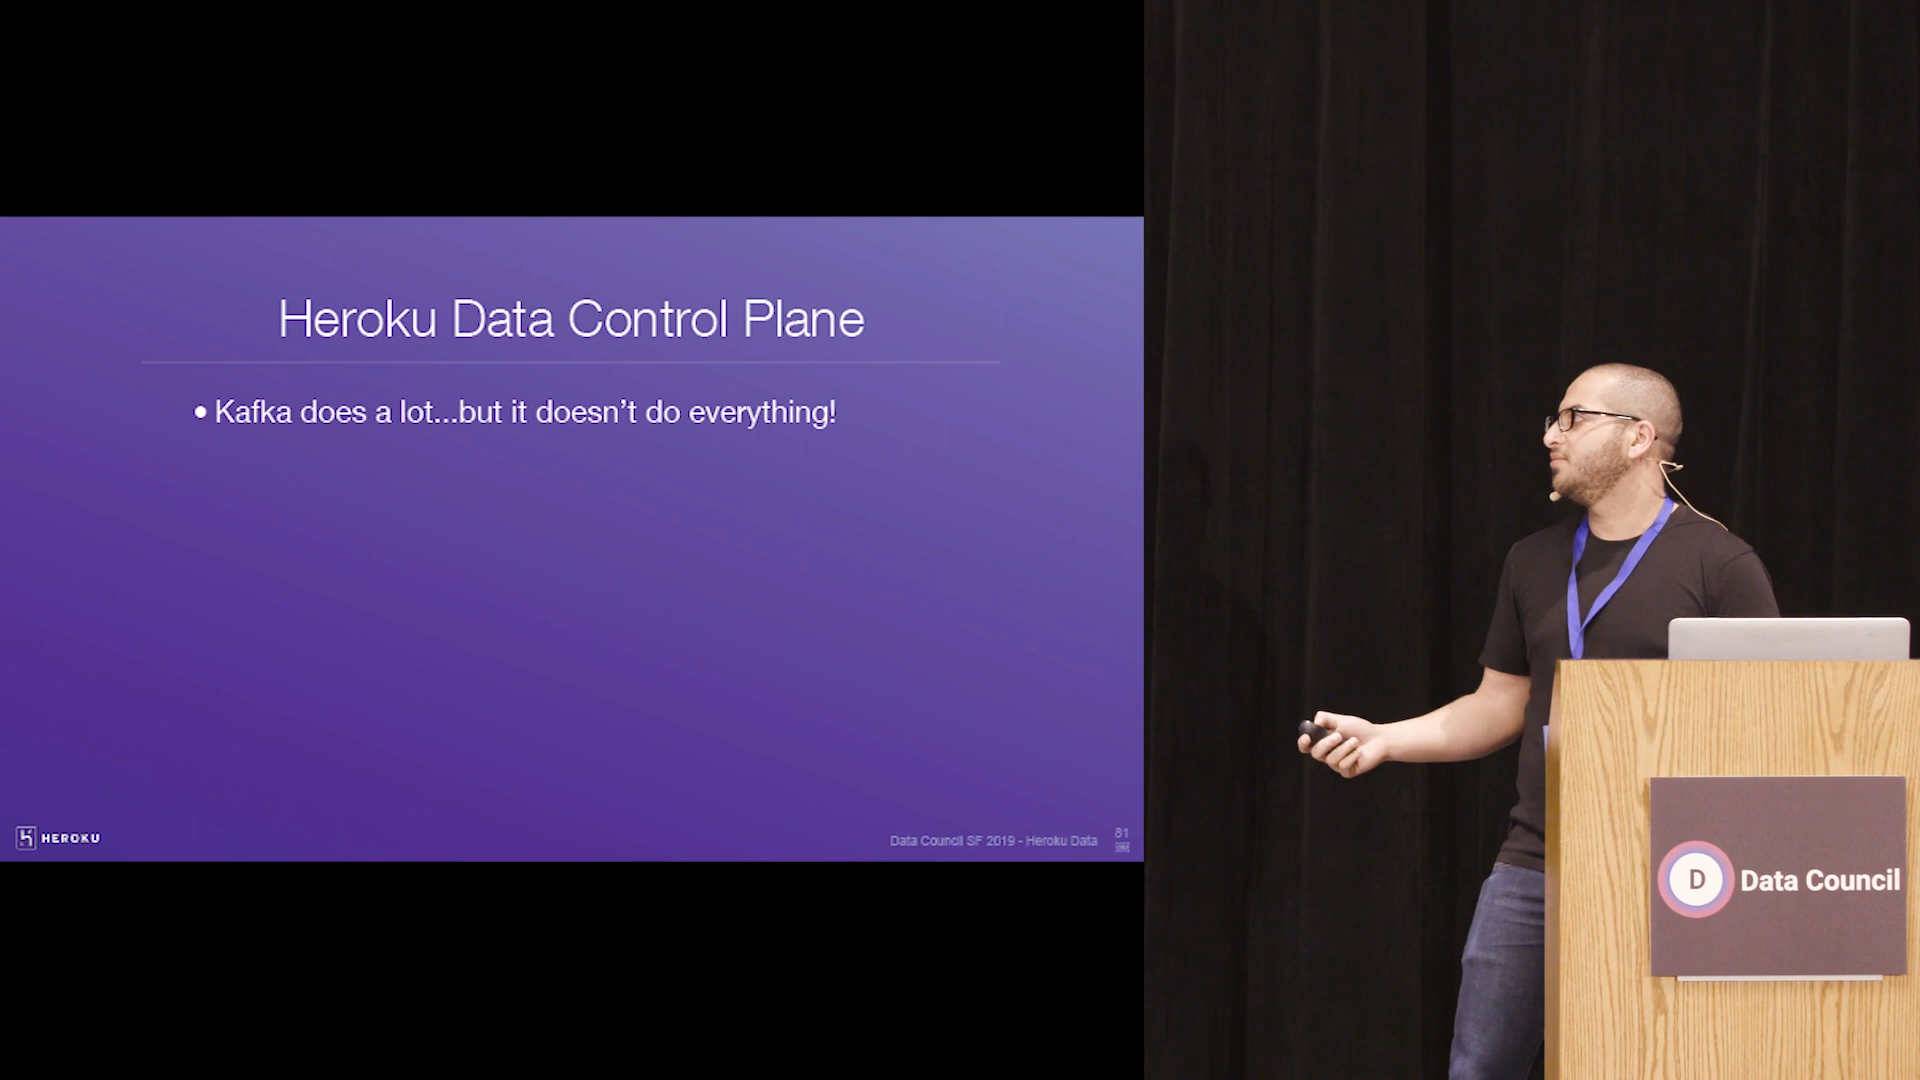 Heroku Data Control Plane
• Kafka does a lot...but it doesn't do everything!
HEROKU
Data Council SF 2019 - Heroku Data
81
D Data Council